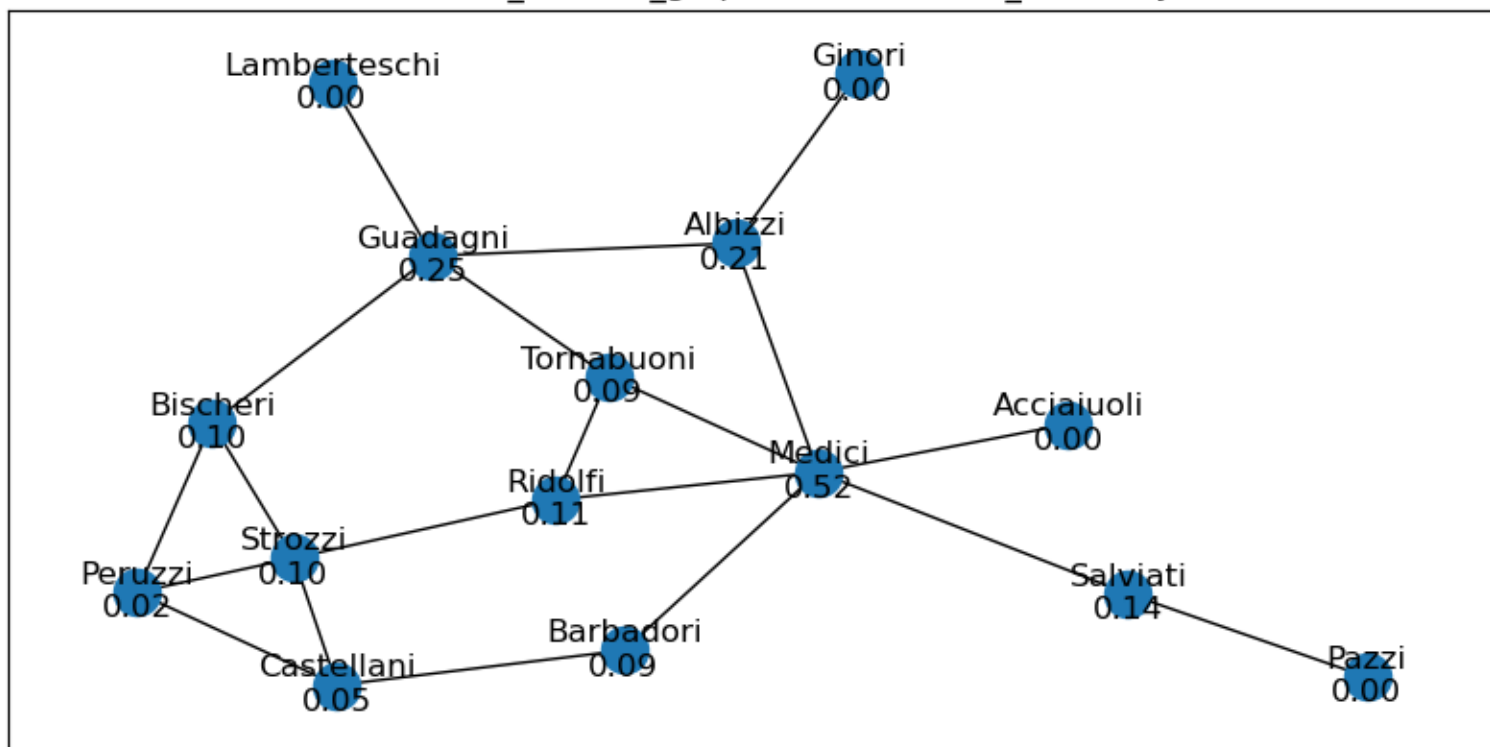 Lamberteschi
0.00
Ginori
0.00
Guadagni
0.25
Albizzi
0.21
Tornabuoni
0.09
Bischeri
0.10
Acciaiuoli
0.00
Medici
0.52
Ridolfi
0.11
Strozzi
0.10
Peruzzi
0.02
Salviati
0.14
Barbadori
0.09
Castellani
0.05
Pazzi
0.00